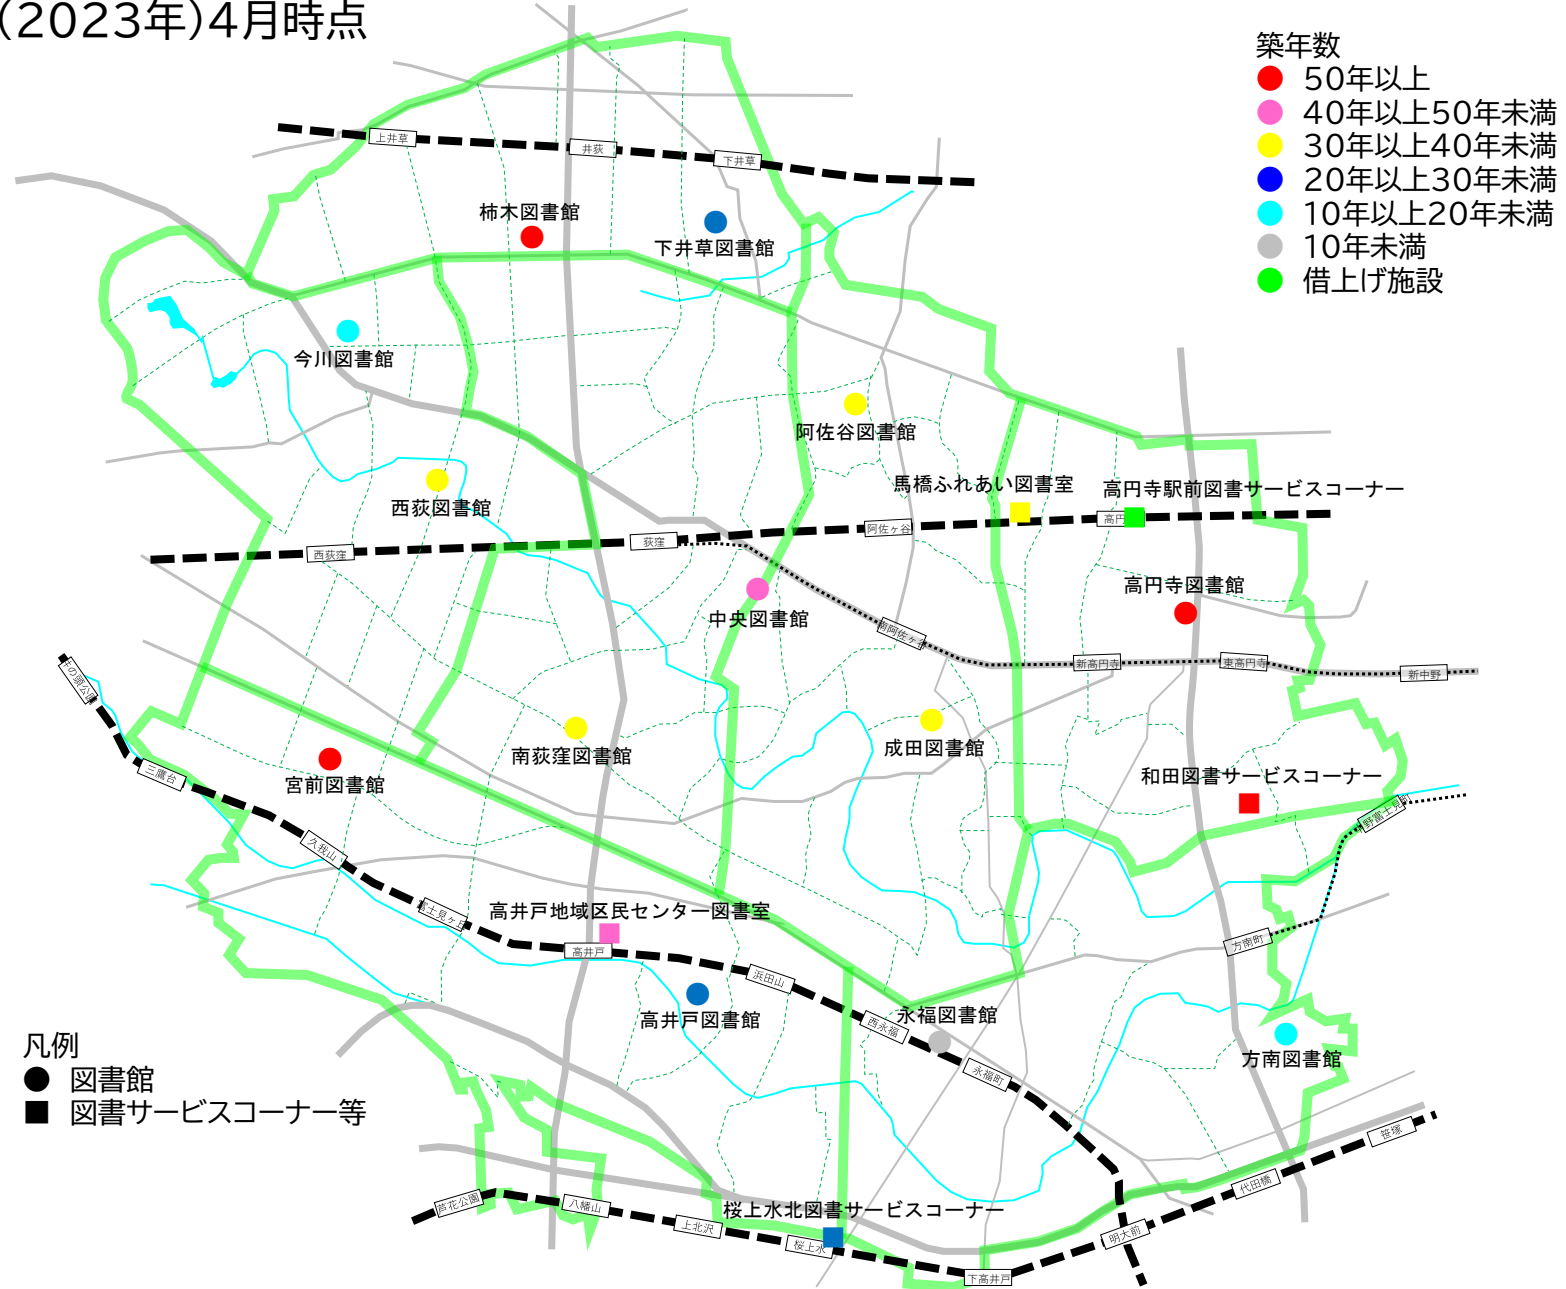 (2023年)4月時点
築年数
50年以上
40年以上50年未満
30年以上40年未満
20年以上30年未満
10年以上20年未満
10年未満
借上げ施設
上井草
井荻
下井草
柿木図書館
下井草図書館
今川図書館
阿佐谷図書館
馬橋ふれあい図書室
高円寺駅前図書サービスコーナー
西荻図書館
西荻窪
荻窪
阿佐ヶ谷
高円
高円寺図書館
中央図書館
南阿佐ヶ谷
新高円寺
東高円寺
新中野
井の頭公園
南荻窪図書館
成田図書館
宮前図書館
三鷹台
和田図書サービスコーナー
中野富士見町
久我山
富士見ヶ丘
高井戸地域区民センター図書室
高井戸
浜田山
方南町
高井戸図書館
西永福
永福図書館
永福町
方南図書館
凡例
図書館
図書サービスコーナー等
笹塚
代田橋
芦花公園
八幡山
上北沢
桜上水北図書サービスコーナー
桜上水
明大前
下高井戸